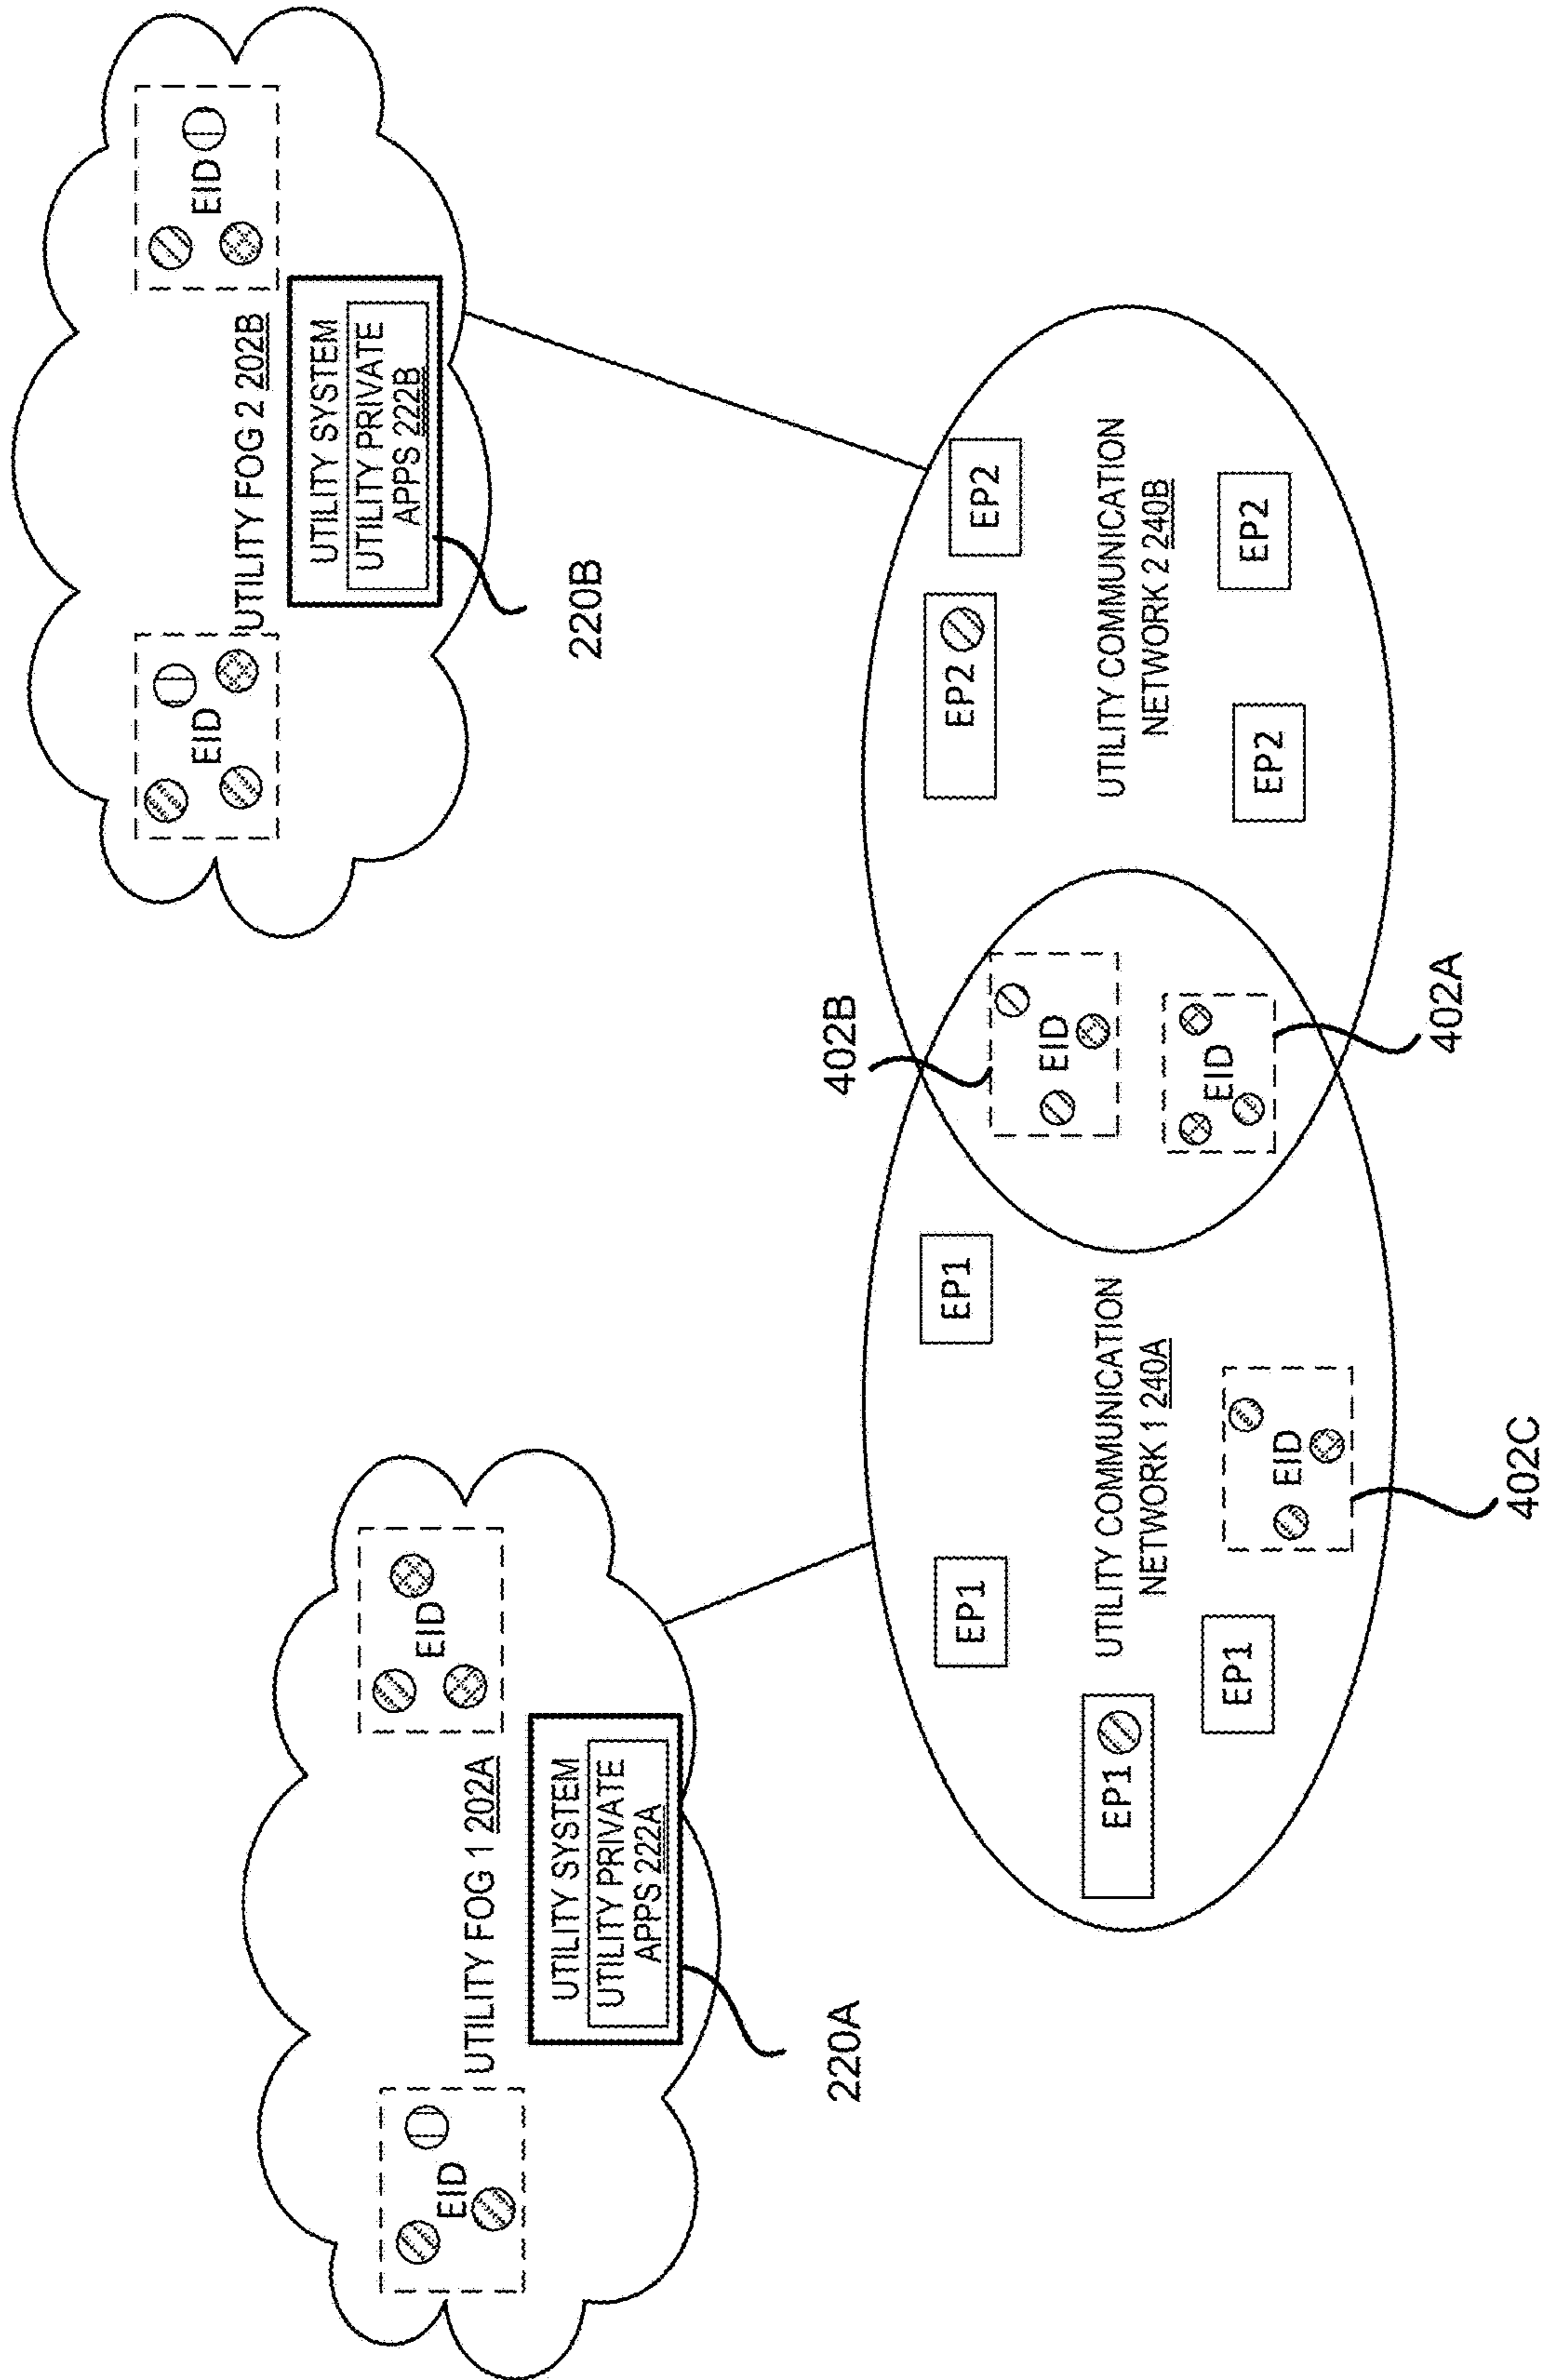 EID
UTILITY FOG 1 202A
EID
UTILITY SYSTEM
UTILITY PRIVATE
APPS 222A
220A
EID
UTILITY FOG 2 202B
EID
UTILITY SYSTEM
UTILITY PRIVATE
APPS 222B
220B
EP1
EP1
EP1
EP1
UTILITY COMMUNICATION
NETWORK 1 240A
EID
402C
402B
EID
EID
402A
EP2
EP2
UTILITY COMMUNICATION
NETWORK 2 240B
EP2
EP2